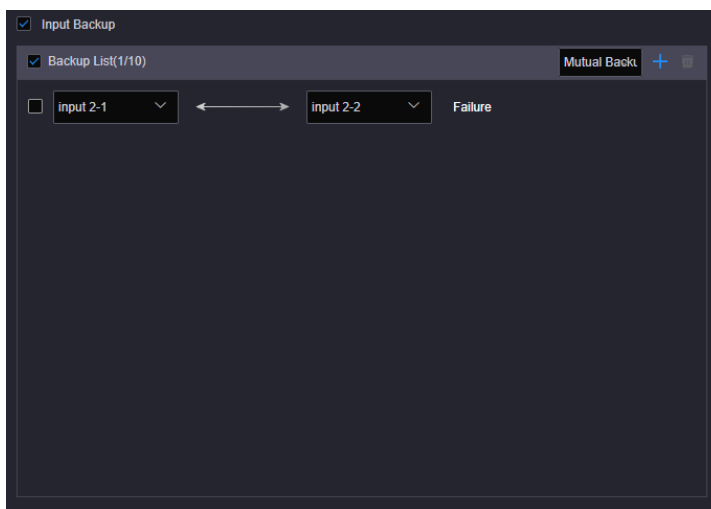 Input Backup
Backup List(1/10) Mutual Backu
input 2-1 input 2-2 Failure